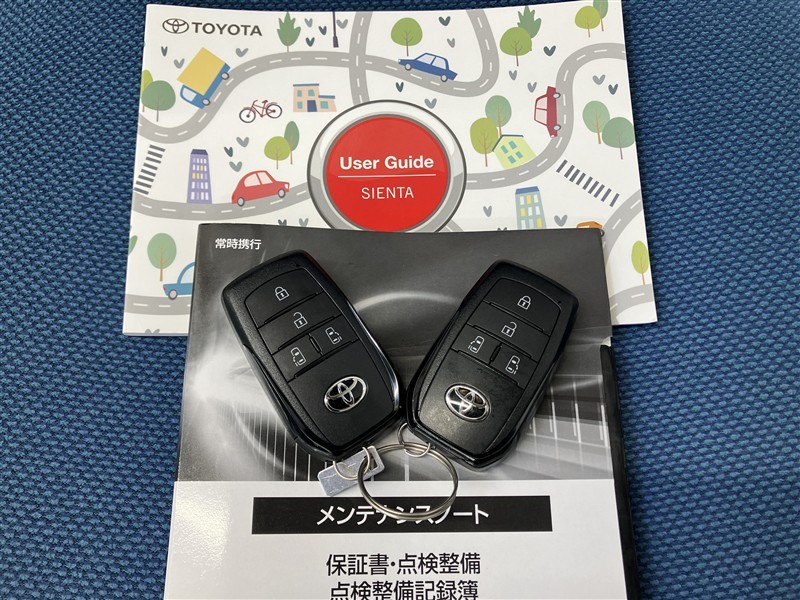 TOYOTA
User Guide
SIENTA
常時携行
メンテナンスノート
保証書・点検整備
点検整備記録簿